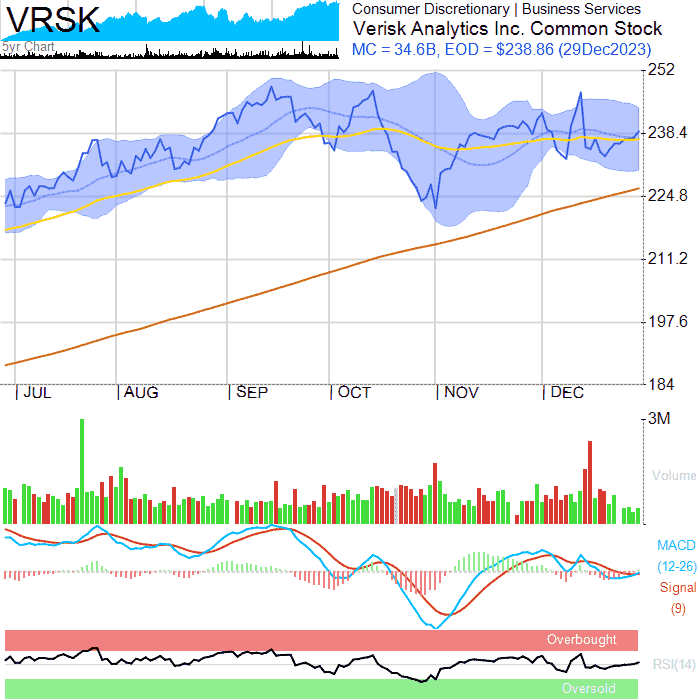 VRSK
5yr Chart
Consumer Discretionary | Business Services
Verisk Analytics Inc. Common Stock
MC = 34.6B, EOD = $238.86 (29Dec2023)
252
238.4
224.8
211.2
197.6
184
| JUL | AUG | SEP | OCT | NOV | DEC
3M
Volume
MACD
(12-26)
Signal
(9)
Overbought
RSI(14)
Oversold